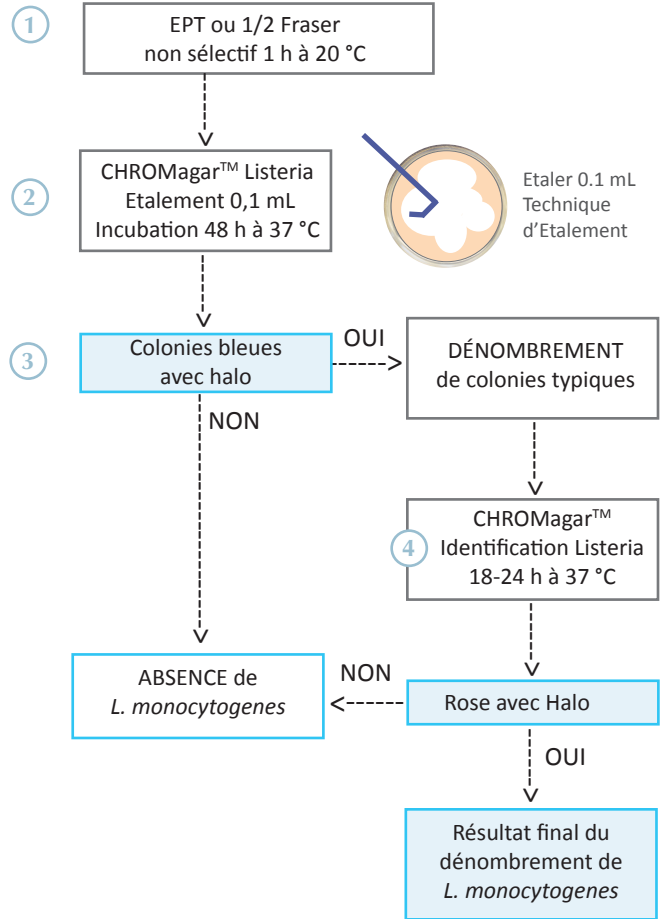 1
EPT ou 1/2 Fraser
non sélectif 1 h à 20 °C
2
CHROMagar™ Listeria
Etalement 0,1 mL
Incubation 48 h à 37 °C
Etaler 0.1 mL
Technique
d'Etalement
3
Colonies bleues
avec halo
OUI
DÉNOMBREMENT
de colonies typiques
NON
4
CHROMagar™
Identification Listeria
18-24 h à 37 °C
ABSENCE de
L. monocytogenes
NON
Rose avec Halo
OUI
Résultat final du
dénombrement de
L. monocytogenes